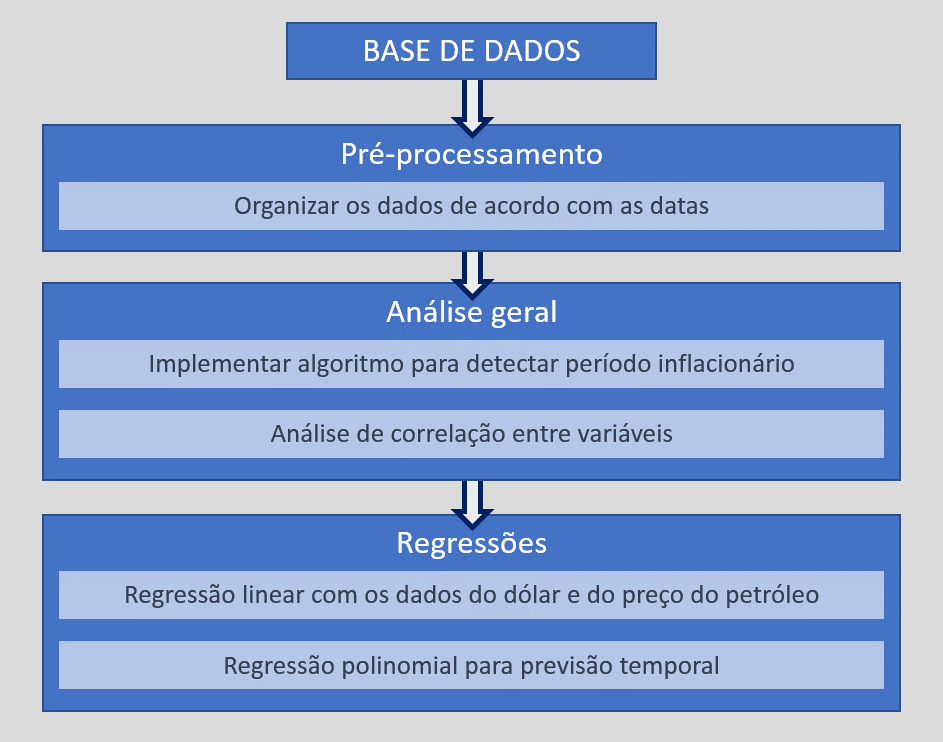 BASE DE DADOS
Pré-processamento
Organizar os dados de acordo com as datas
Análise geral
Implementar algoritmo para detectar período inflacionário
Análise de correlação entre variáveis
Regressões
Regressão linear com os dados do dólar e do preço do petróleo
Regressão polinomial para previsão temporal